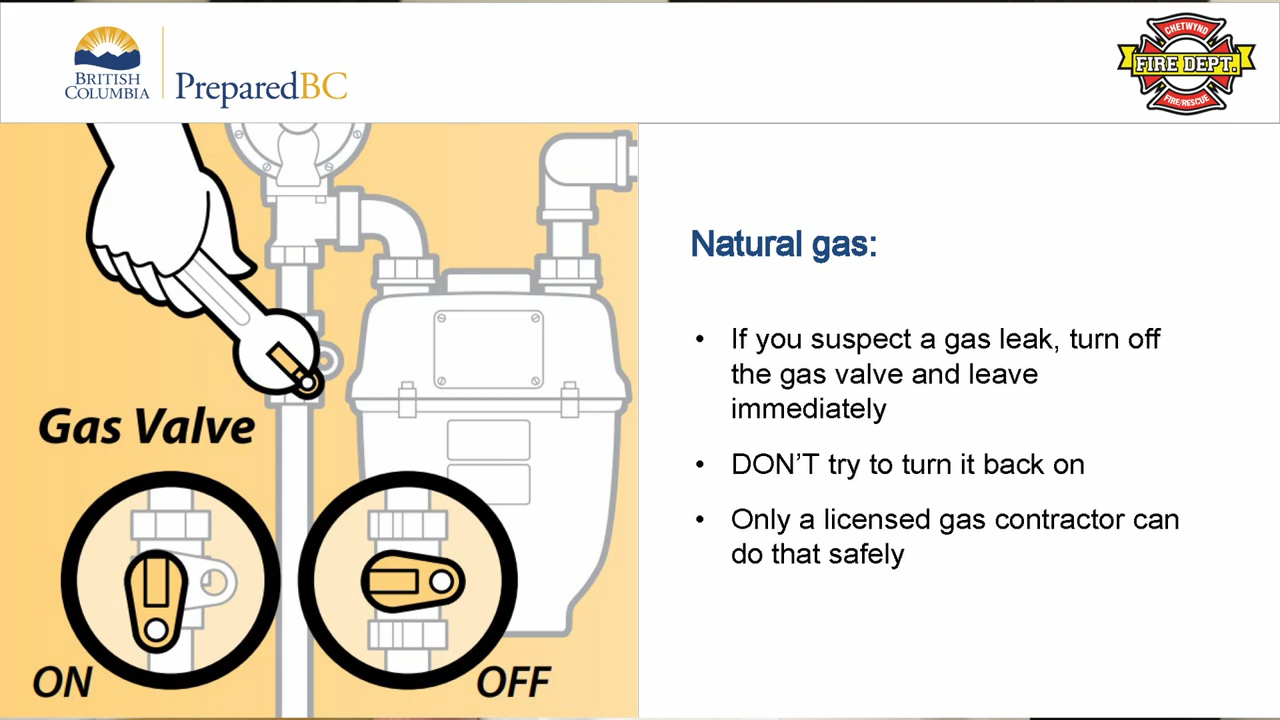 BRITISH
COLUMBIA
PreparedBC
CHETWYND
FIRE DEPT.
FIRE/RESCUE
Gas Valve
ON
OFF
Natural gas:
• If you suspect a gas leak, turn off
the gas valve and leave
immediately
• DON’T try to turn it back on
• Only a licensed gas contractor can
do that safely